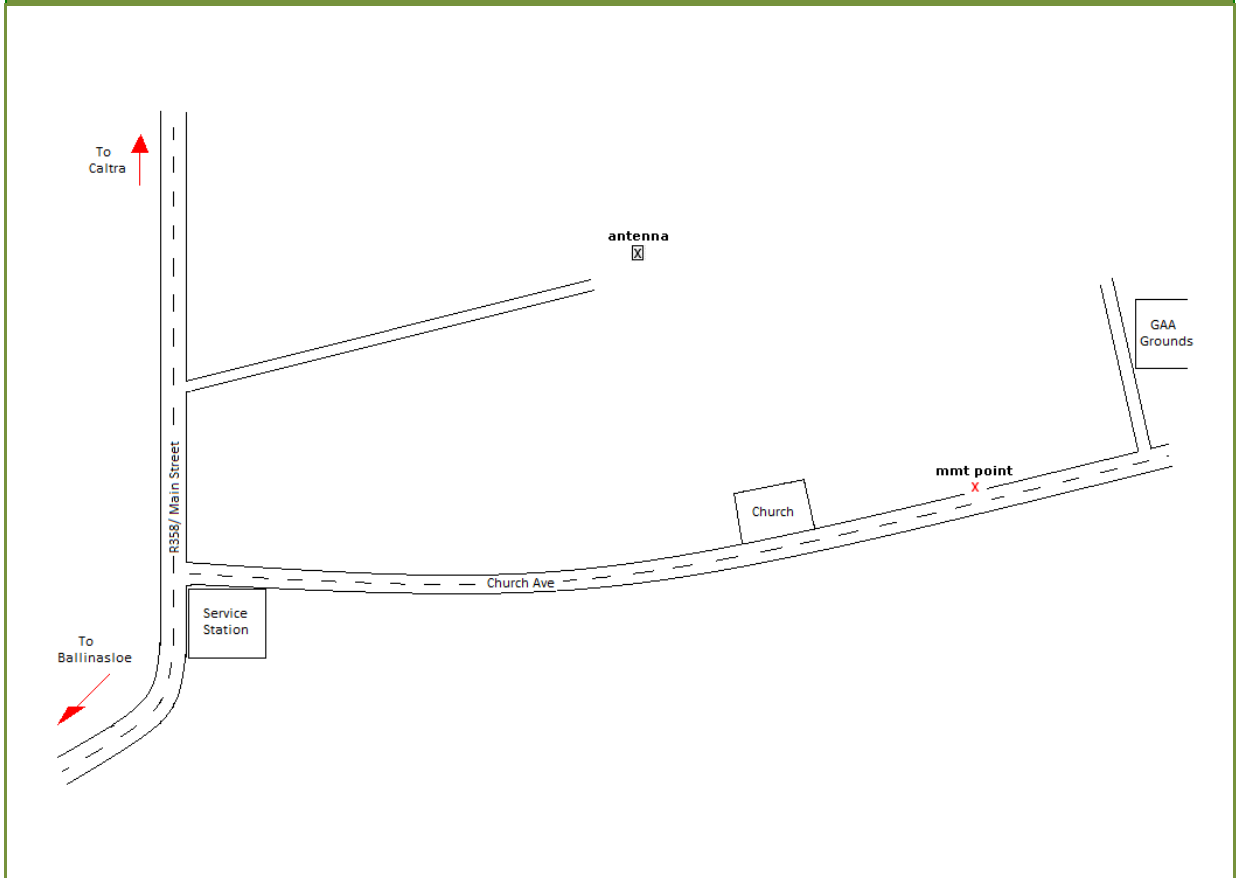 To
Caltra
antenna
X
GAA
Grounds
R358/ Main Street
mmt point
X
Church
Church Ave
Service
Station
To
Ballinasloe